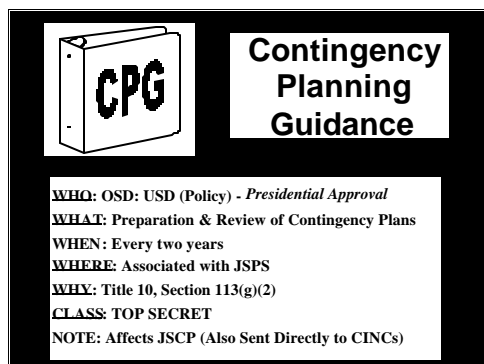 CPG
Contingency
Planning
Guidance
WHO: OSD: USD (Policy) - Presidential Approval
WHAT: Preparation & Review of Contingency Plans
WHEN: Every two years
WHERE: Associated with JSPS
WHY: Title 10, Section 113(g)(2)
CLASS: TOP SECRET
NOTE: Affects JSCP (Also Sent Directly to CINCs)